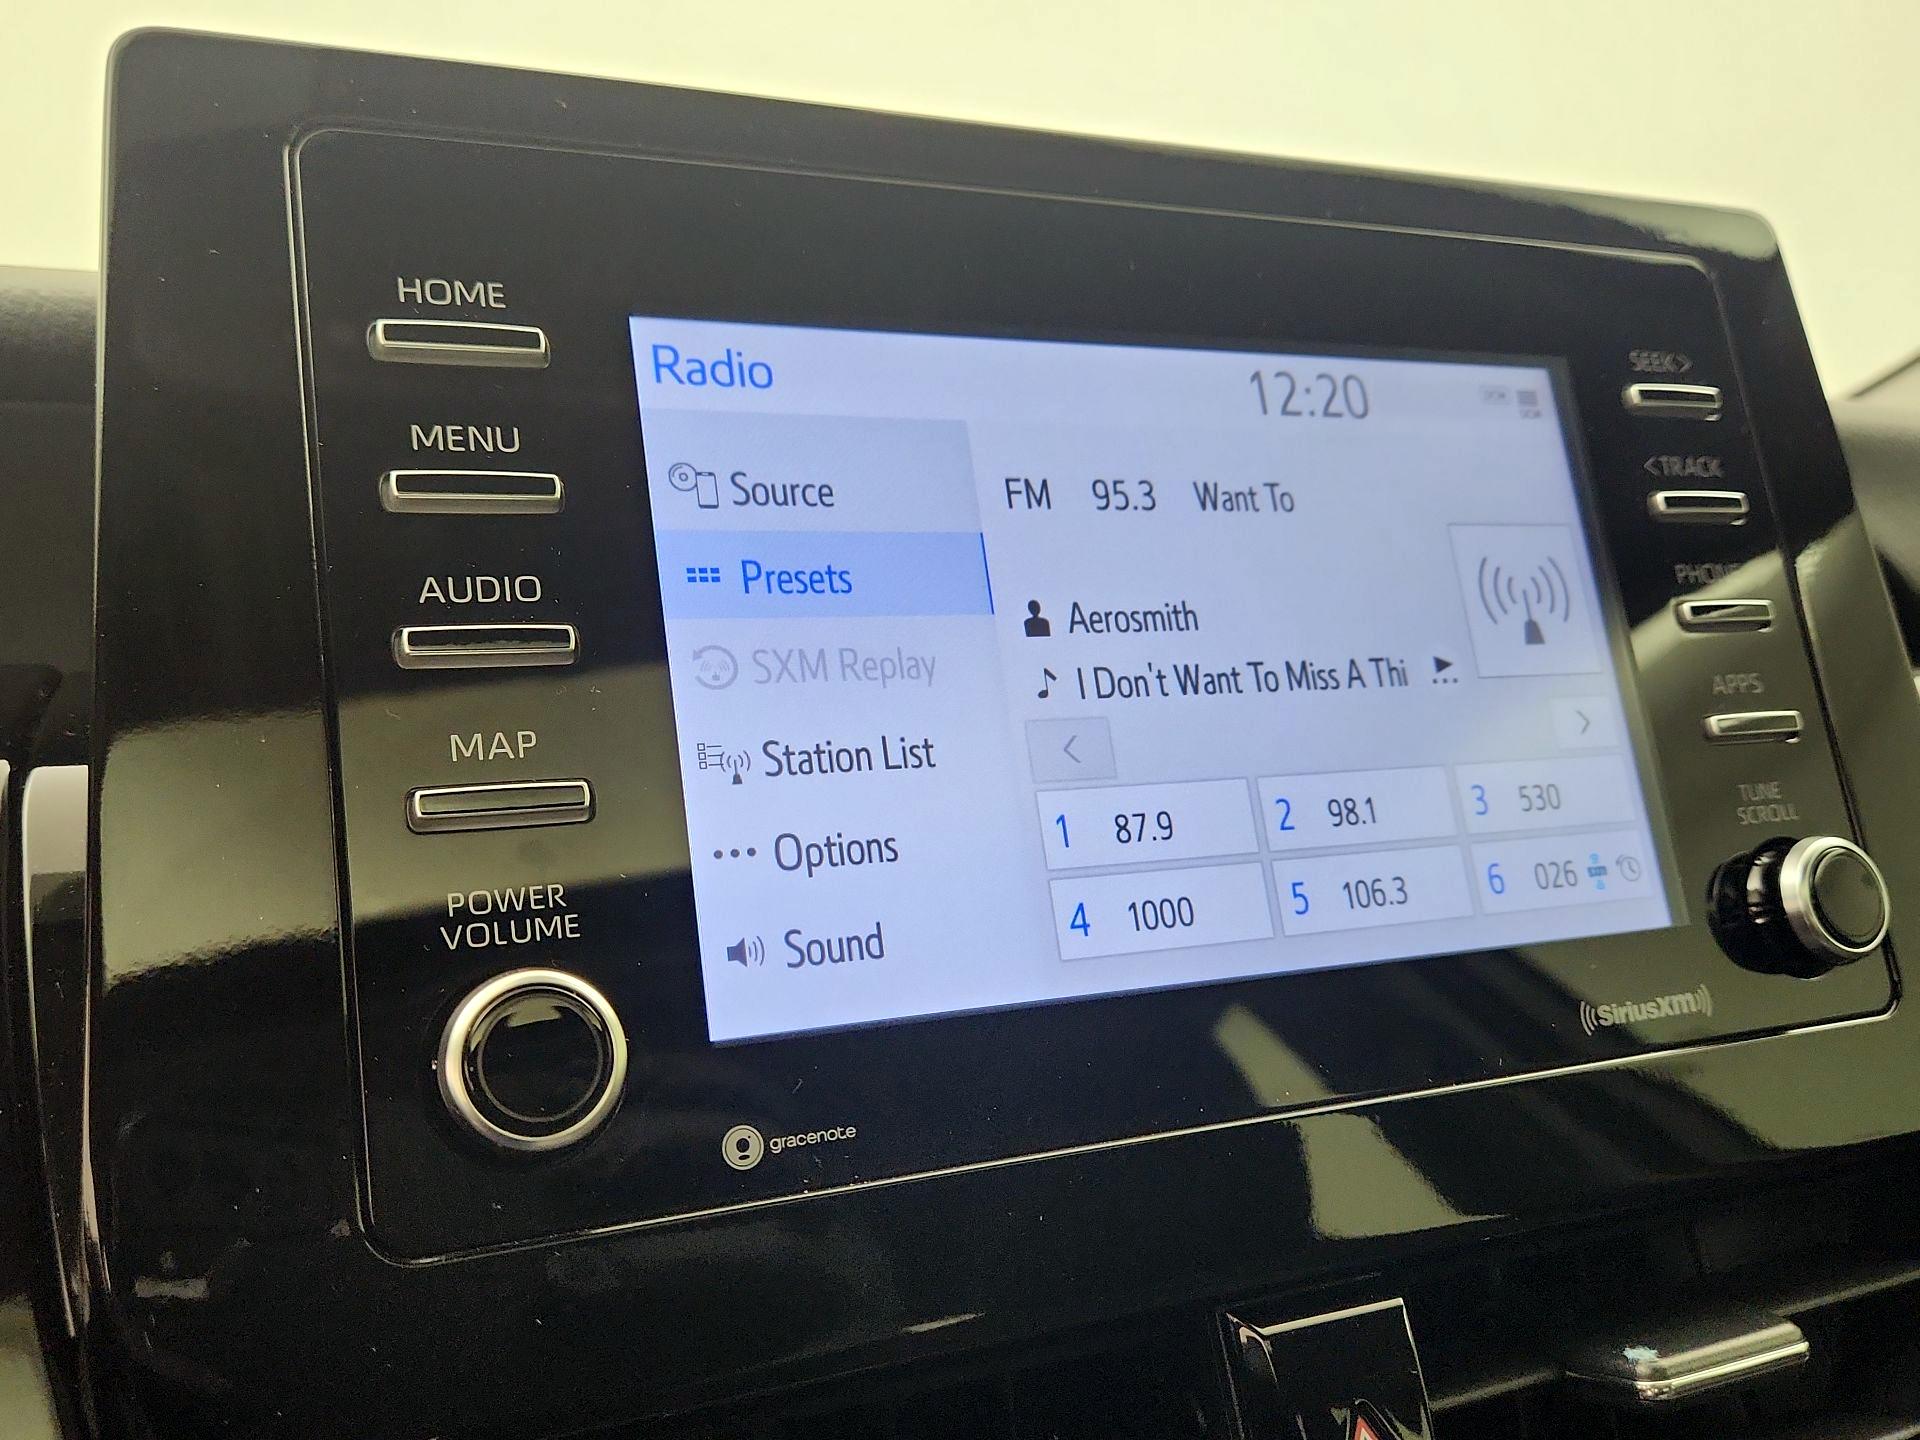 HOME
MENU
AUDIO
MAP
POWER
VOLUME
Radio
12:20
Source
Presets
SXM Replay
Station List
Options
Sound
FM 95.3 Want To
Aerosmith
I Don't Want To Miss A Thi
1 87.9
2 98.1
3 530
4 1000
5 106.3
6 026
SEEK>
<TRACK
PHONE
APPS
TUNE
SCROLL
SiriusXM
gracenote